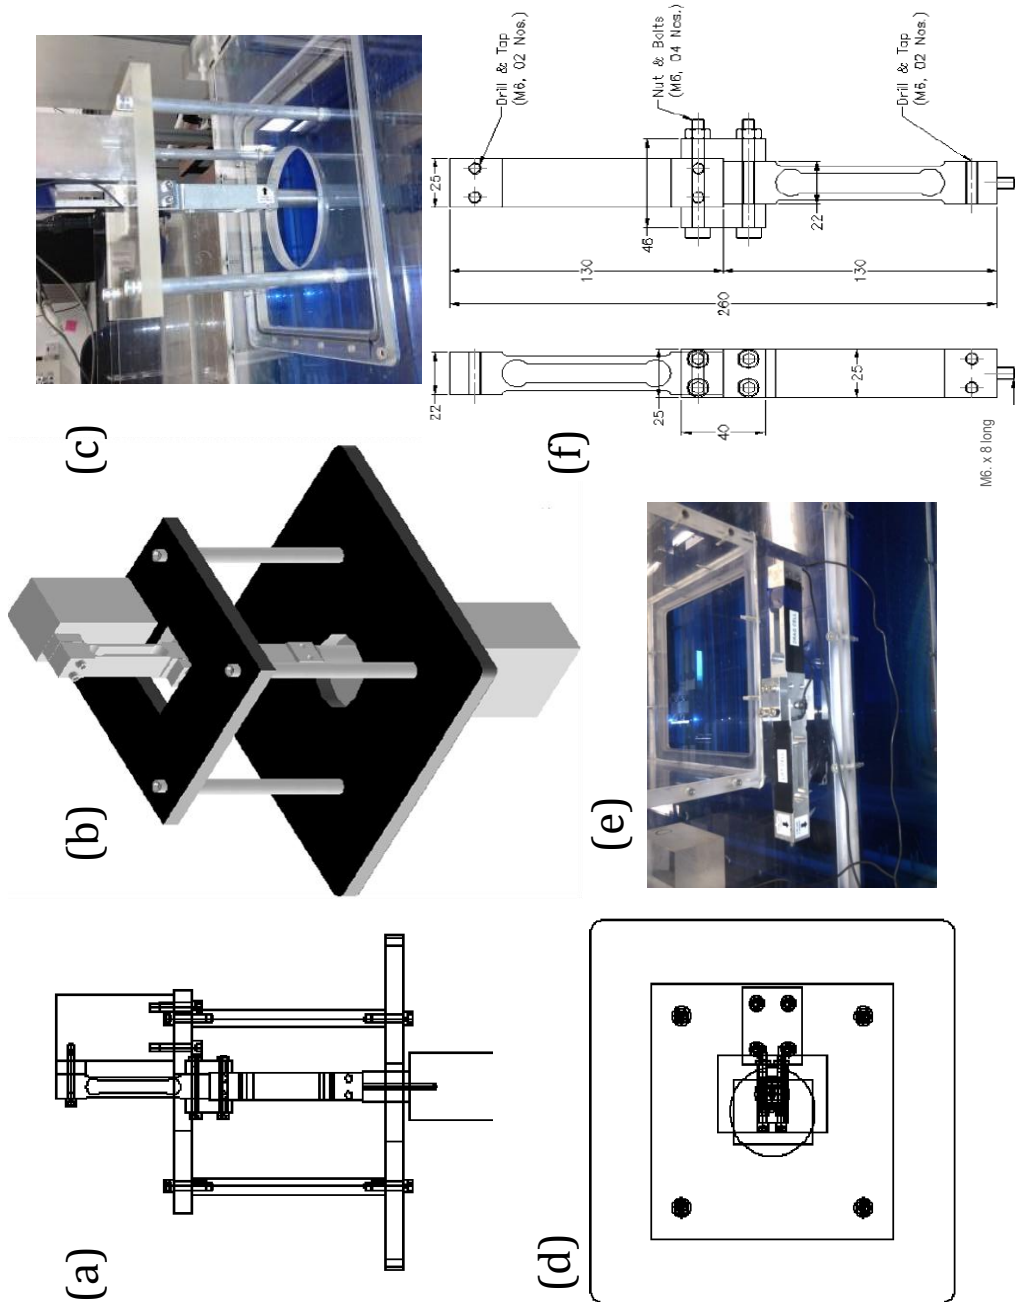 (a)
(b)
(c)
(d)
(e)
(f)
22
25
40
25
M6. x 8 long
260
130
130
46
25
22
Drill & Tap
(M6, 02 Nos.)
Nut & Bolts
(M6, 04 Nos.)
Drill & Tap
(M6, 02 Nos.)